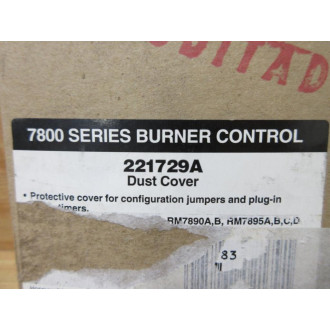 7800 SERIES BURNER CONTROL
221729A
Dust Cover
• Protective cover for configuration jumpers and plug-in
timers.
RM7890A,B, RM7895A,B,C,D
83